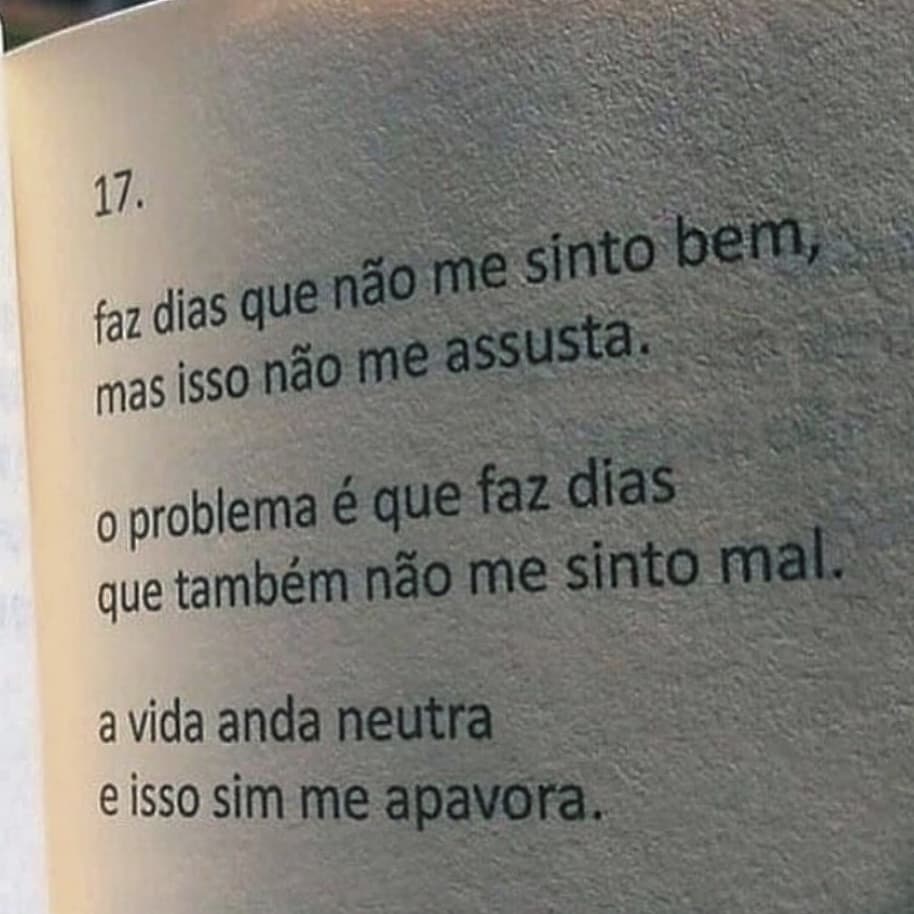 17.
faz dias que não me sinto bem,
mas isso não me assusta.
o problema é que faz dias
que também não me sinto mal.
a vida anda neutra
e isso sim me apavora.